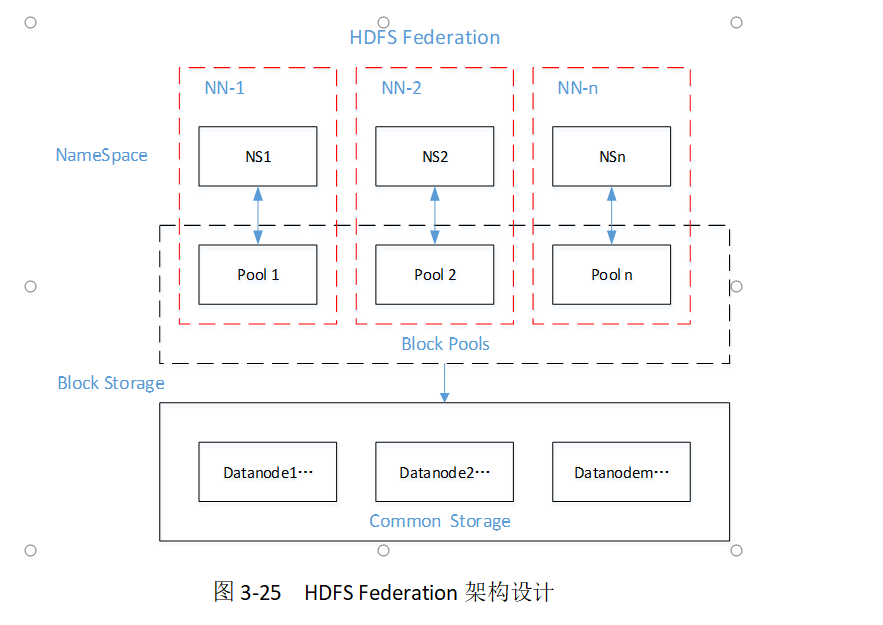 HDFS Federation
NN-1 NN-2 NN-n
NameSpace NS1 NS2 NSn
Pool 1 Pool 2 Pool n
Block Pools
Block Storage
Datanode1⋯ Datanode2⋯ Datanodem⋯
Common Storage
图 3-25 HDFS Federation 架构设计